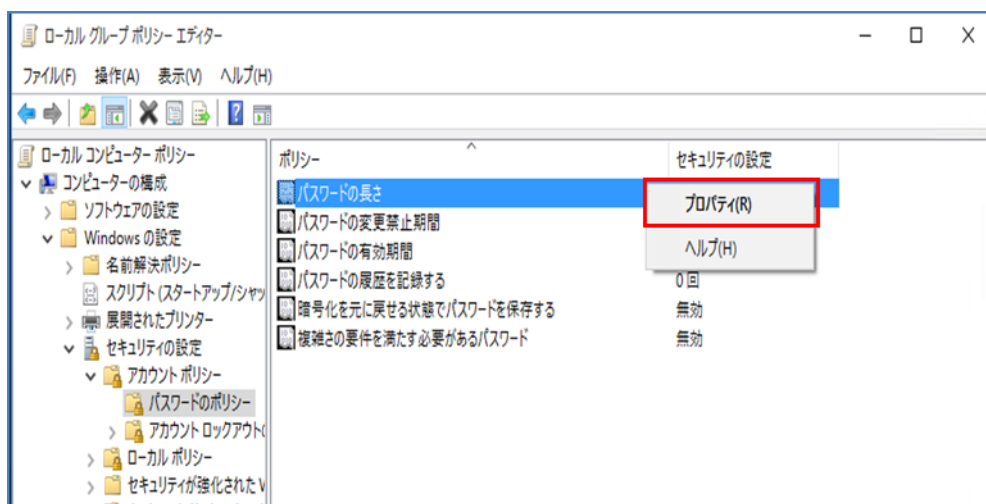 ローカル グループ ポリシー エディター
ファイル(F) 操作(A) 表示(V) ヘルプ(H)
ローカル コンピューター ポリシー
コンピューターの構成
ソフトウェアの設定
Windows の設定
名前解決ポリシー
スクリプト (スタートアップ/シャッ
展開されたプリンター
セキュリティの設定
アカウント ポリシー
パスワードのポリシー
アカウント ロックアウト
ローカル ポリシー
セキュリティが強化された
ポリシー セキュリティの設定
パスワードの長さ
パスワードの変更禁止期間
パスワードの有効期間
パスワードの履歴を記録する 0 回
暗号化を元に戻せる状態でパスワードを保存する 無効
複雑さの要件を満たす必要があるパスワード 無効
プロパティ(R)
ヘルプ(H)